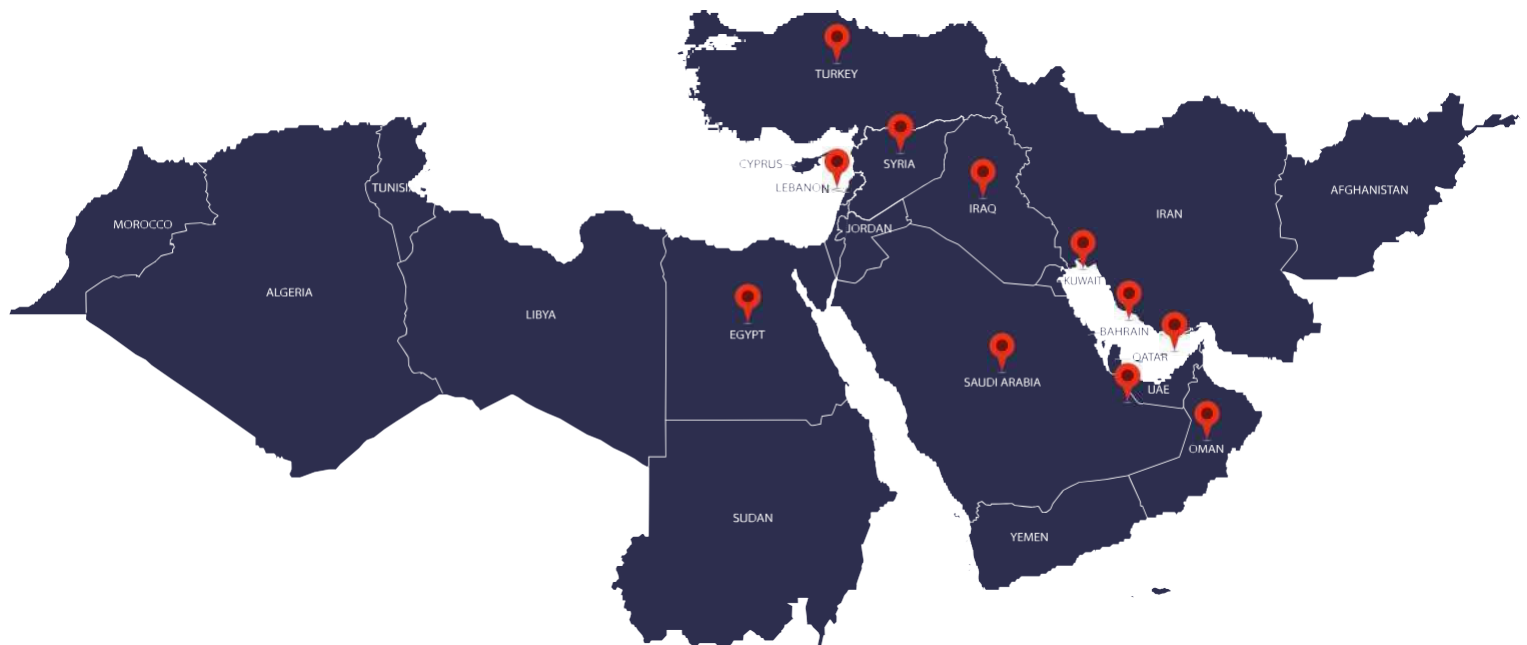 TURKEY
CYPRUS
SYRIA
LEBANON
TUNISI
AFGHANISTAN
IRAQ
IRAN
MOROCCO
JORDAN
KUWAIT
ALGERIA
LIBYA
EGYPT
BAHRAIN
QATAR
SAUDI ARABIA
UAE
OMAN
SUDAN
YEMEN